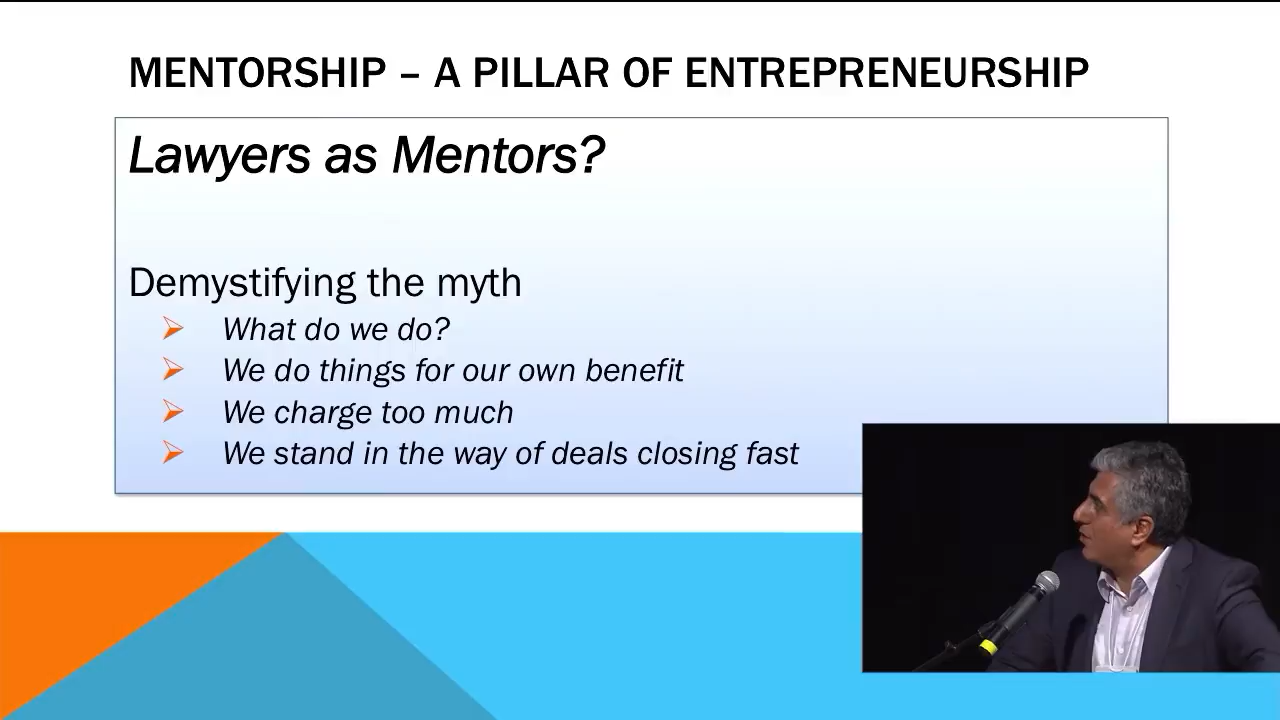 MENTORSHIP – A PILLAR OF ENTREPRENEURSHIP
Lawyers as Mentors?
Demystifying the myth
➢ What do we do?
➢ We do things for our own benefit
➢ We charge too much
➢ We stand in the way of deals closing fast